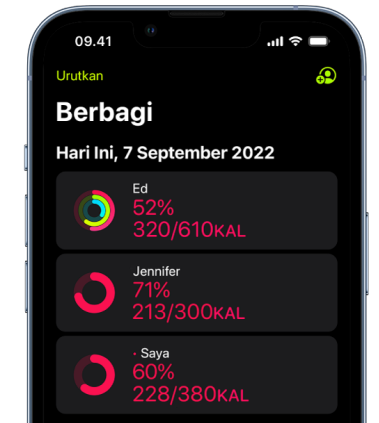 09.41
Urutkan
Berbagi
Hari Ini, 7 September 2022
Ed
52%
320/610KAL
Jennifer
71%
213/300KAL
• Saya
60%
228/380KAL